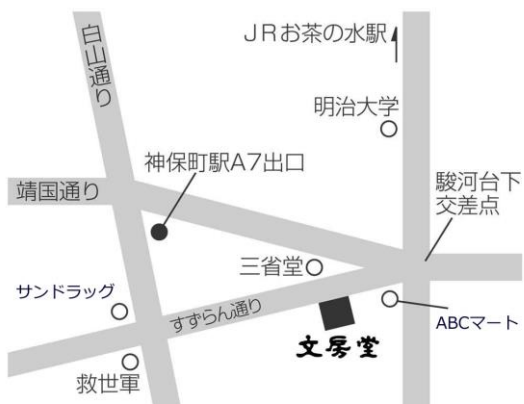 白山通り
JRお茶の水駅
明治大学
神保町駅A7出口
靖国通り
駿河台下
交差点
三省堂
サンドラッグ
すずらん通り
ABCマート
文房堂
救世軍